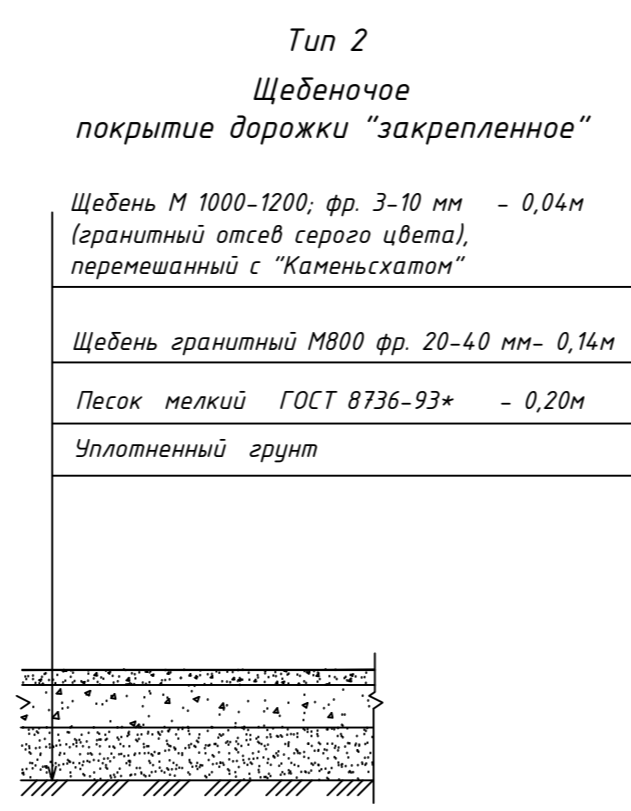 Тип 2
Щебеночое
покрытие дорожки "закрепленное"
Щебень М 1000-1200; фр. 3-10 мм - 0,04м
(гранитный отсев серого цвета),
перемешанный с "Каменьсхатом"
Щебень гранитный М800 фр. 20-40 мм- 0,14м
Песок мелкий ГОСТ 8736-93* - 0,20м
Уплотненный грунт